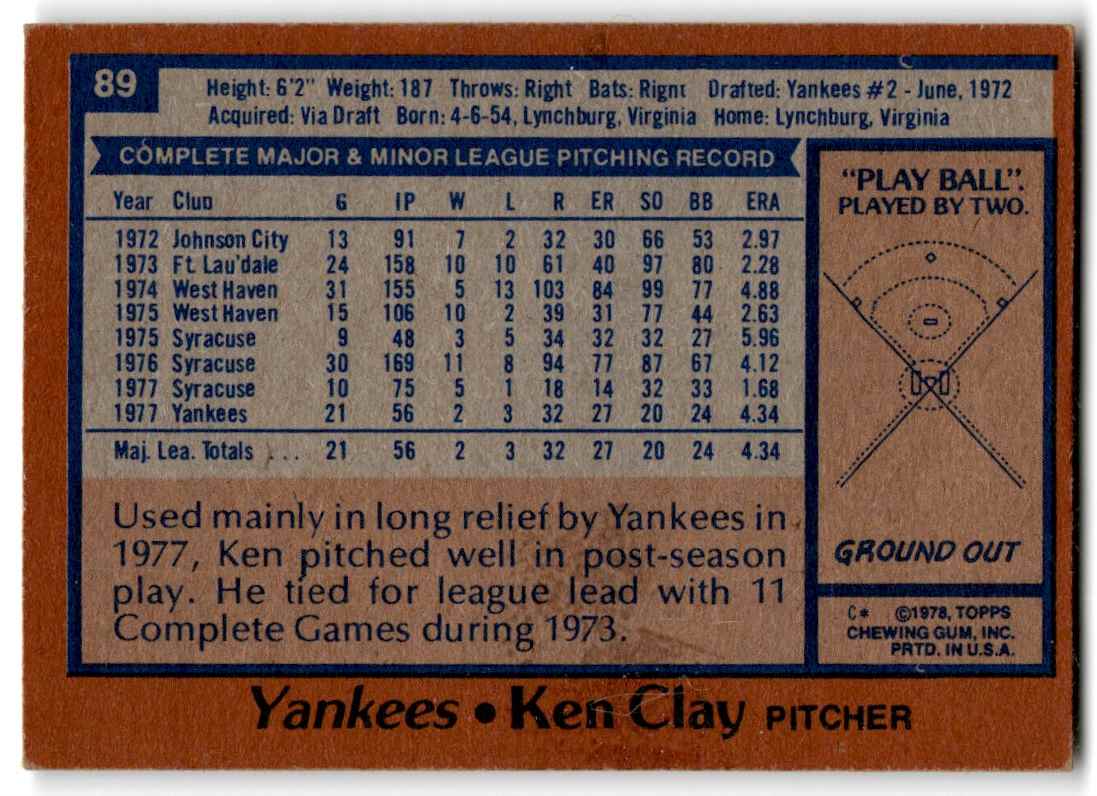 89
Height: 6'2" Weight: 187 Throws: Right Bats: Right Drafted: Yankees #2 - June, 1972
Acquired: Via Draft Born: 4-6-54, Lynchburg, Virginia Home: Lynchburg, Virginia
COMPLETE MAJOR & MINOR LEAGUE PITCHING RECORD
Year Club G IP W L R ER SO BB ERA
1972 Johnson City 13 91 7 2 32 30 66 53 2.97
1973 Ft. Lau'dale 24 158 10 10 61 40 97 80 2.28
1974 West Haven 31 155 5 13 103 84 99 77 4.88
1975 West Haven 15 106 10 2 39 31 77 44 2.63
1975 Syracuse 9 48 3 5 34 32 32 27 5.96
1976 Syracuse 30 169 11 8 94 77 87 67 4.12
1977 Syracuse 10 75 5 1 18 14 32 33 1.68
1977 Yankees 21 56 2 3 32 27 20 24 4.34
Maj. Lea. Totals ... 21 56 2 3 32 27 20 24 4.34
Used mainly in long relief by Yankees in
1977, Ken pitched well in post-season
play. He tied for league lead with 11
Complete Games during 1973.
"PLAY BALL".
PLAYED BY TWO.
GROUND OUT
C* ©1978, TOPPS
CHEWING GUM, INC.
PRTD. IN U.S.A.
Yankees • Ken Clay PITCHER